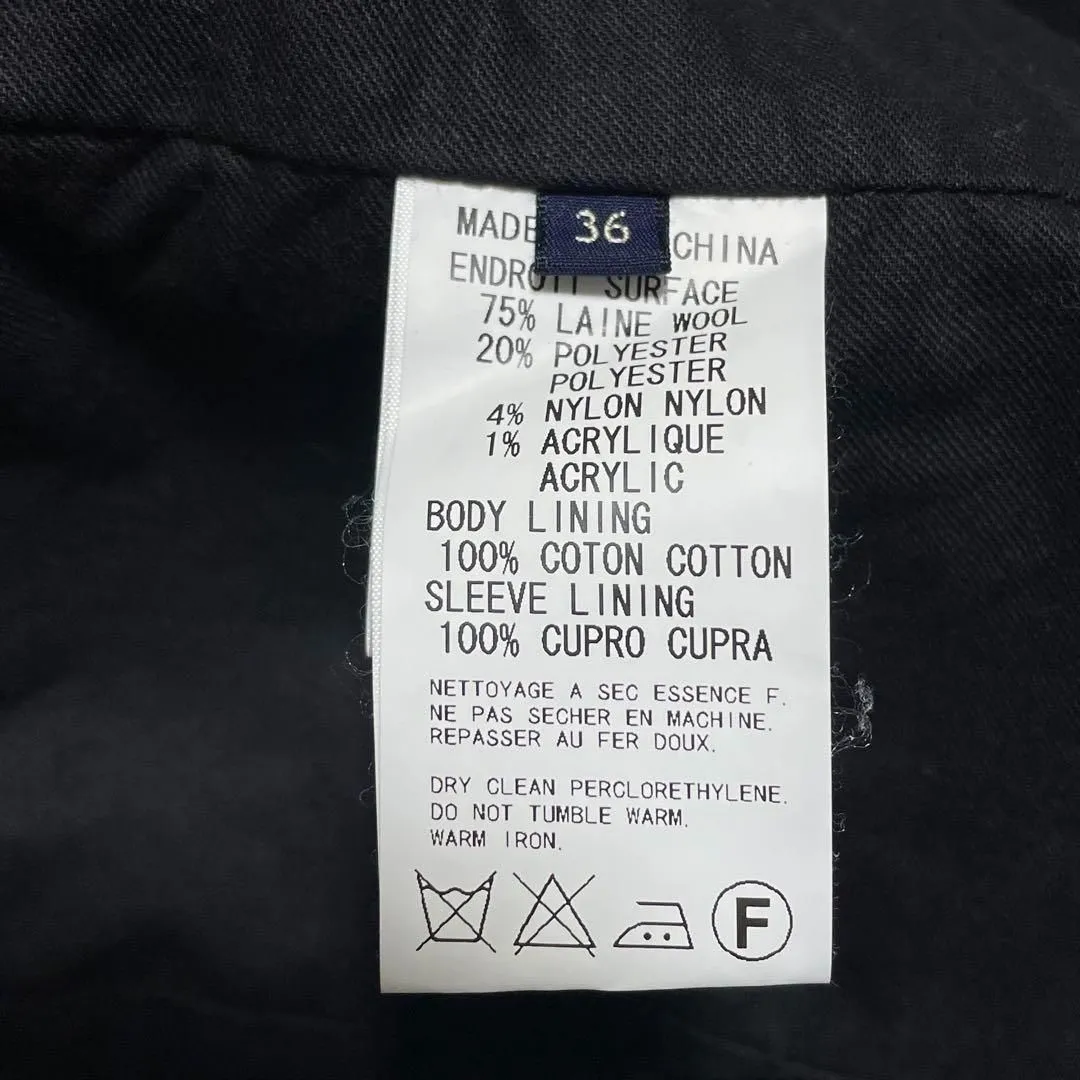 36
MADE CHINA
ENDROIT SURFACE
75% LAINE WOOL
20% POLYESTER
POLYESTER
4% NYLON NYLON
1% ACRYLIQUE
ACRYLIC
BODY LINING
100% COTON COTTON
SLEEVE LINING
100% CUPRO CUPRA
NETTOYAGE A SEC ESSENCE F.
NE PAS SECHER EN MACHINE.
REPASSER AU FER DOUX.
DRY CLEAN PERCLORETHYLENE.
DO NOT TUMBLE WARM.
WARM IRON.
F